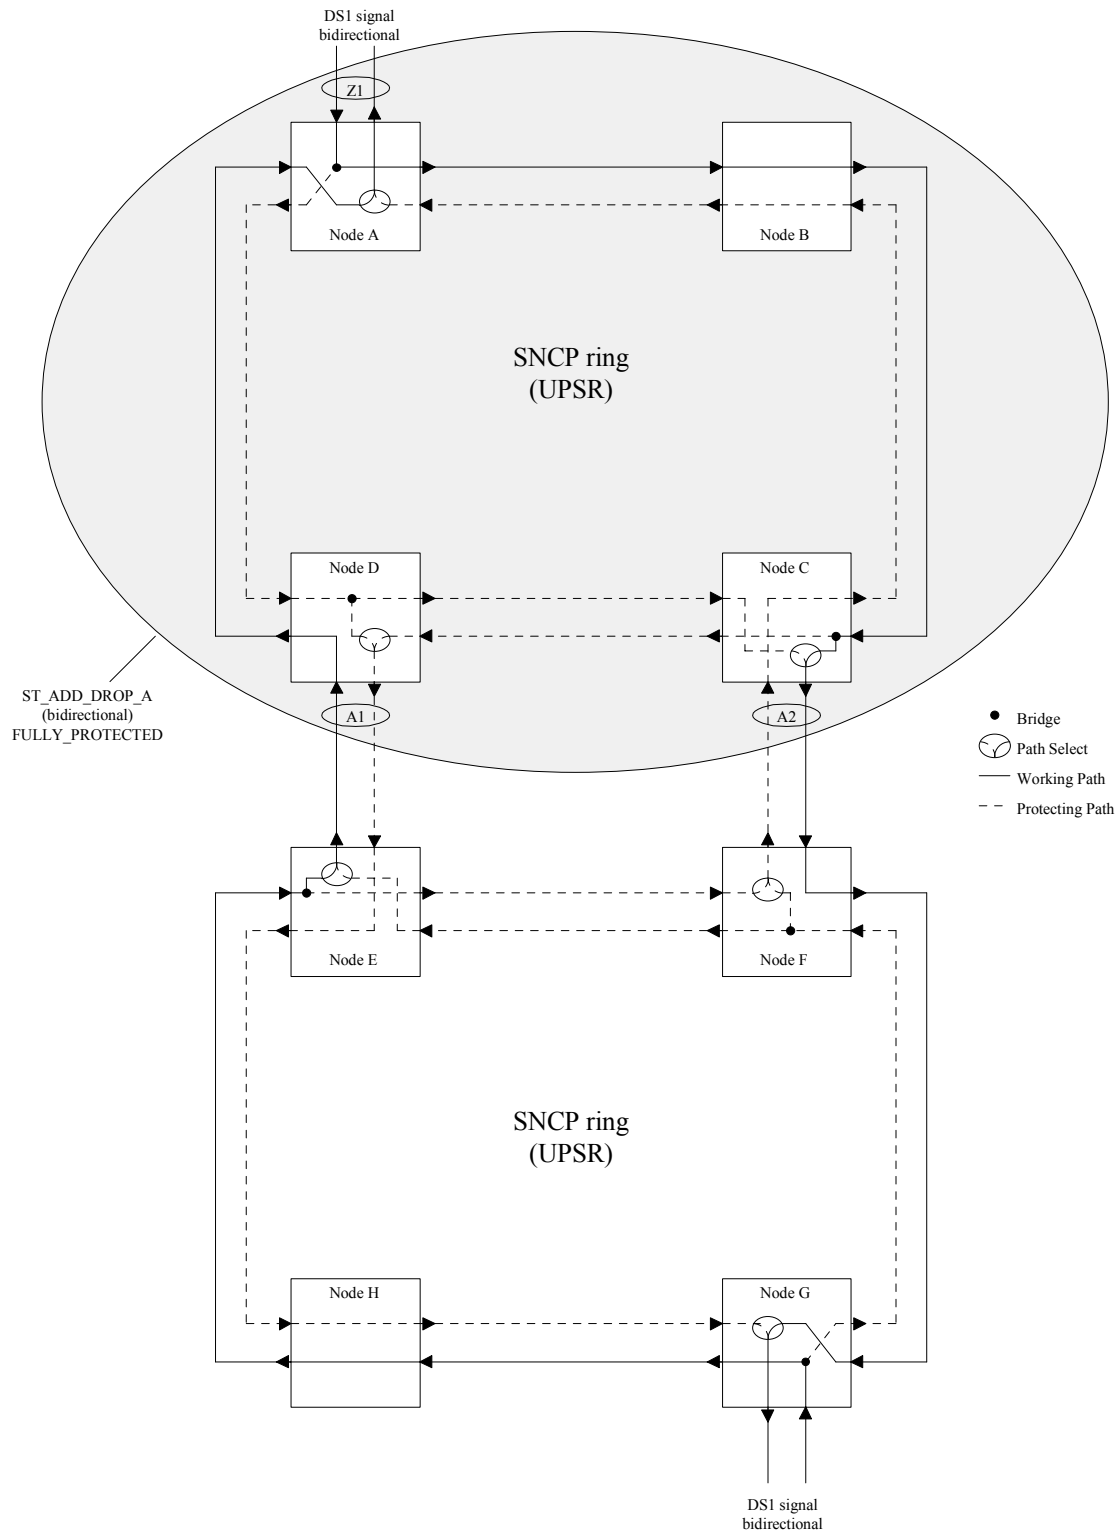 DS1 signal
bidirectional
Z1
Node A
Node B
SNCP ring
(UPSR)
Node D
Node C
ST_ADD_DROP_A
(bidirectional)
FULLY_PROTECTED
A1
A2
Bridge
Path Select
Working Path
Protecting Path
Node E
Node F
SNCP ring
(UPSR)
Node H
Node G
DS1 signal
bidirectional